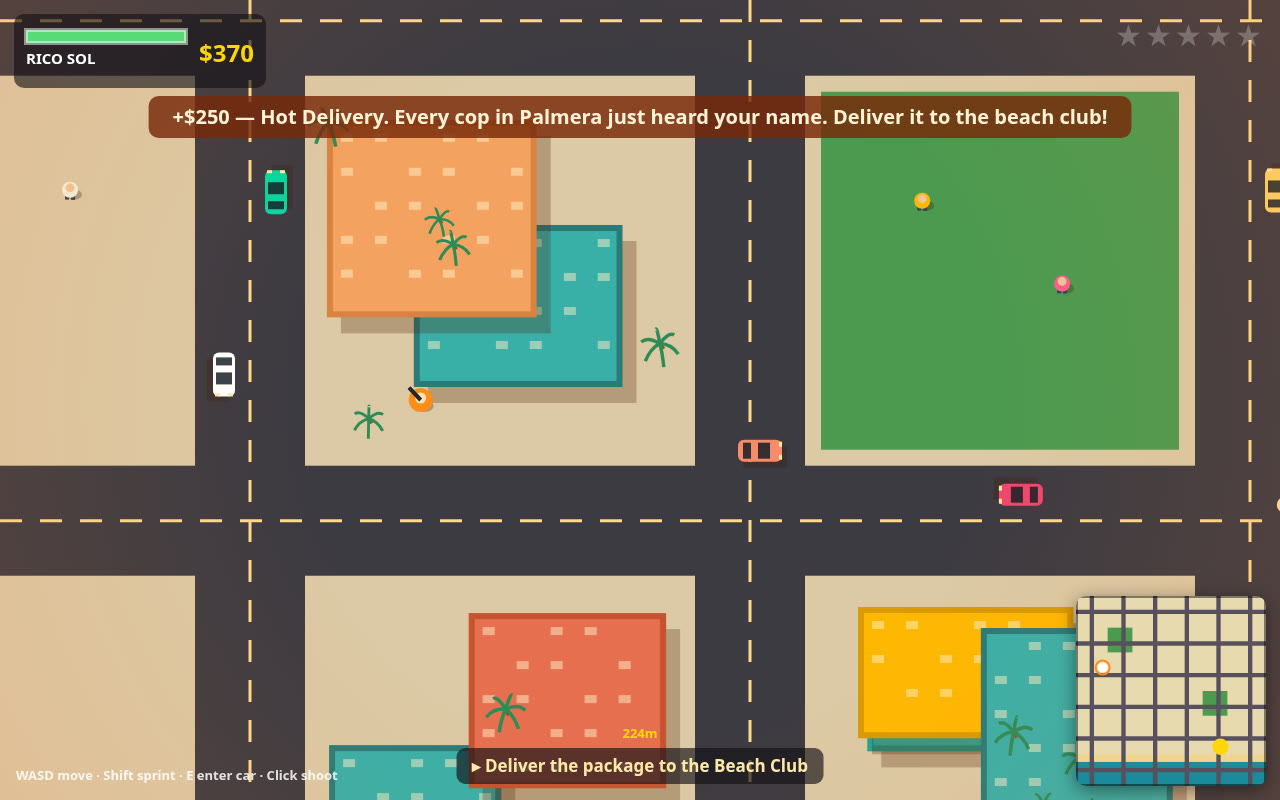 RICO SOL
$370
★★★★★
+$250 — Hot Delivery. Every cop in Palmera just heard your name. Deliver it to the beach club!
224m
▸ Deliver the package to the Beach Club
WASD move · Shift sprint · E enter car · Click shoot